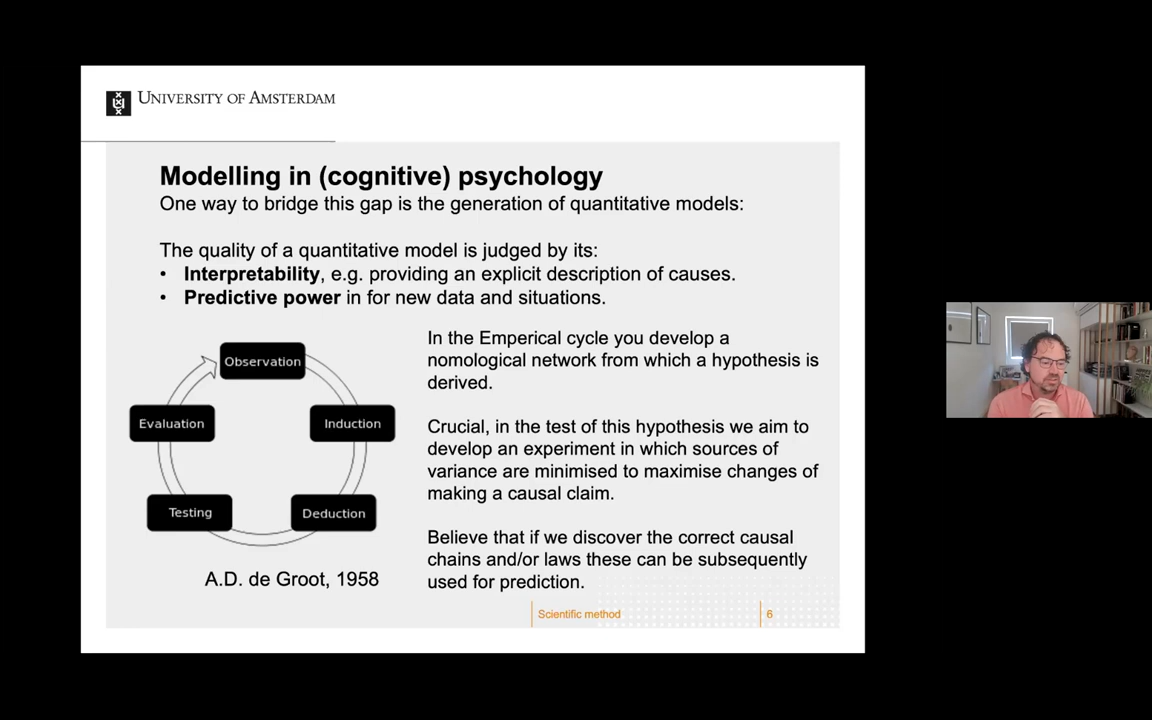 UNIVERSITY OF AMSTERDAM
Modelling in (cognitive) psychology
One way to bridge this gap is the generation of quantitative models:
The quality of a quantitative model is judged by its:
• Interpretability, e.g. providing an explicit description of causes.
• Predictive power in for new data and situations.
Observation
Induction
Deduction
Testing
Evaluation
A.D. de Groot, 1958
In the Emperical cycle you develop a
nomological network from which a hypothesis is
derived.
Crucial, in the test of this hypothesis we aim to
develop an experiment in which sources of
variance are minimised to maximise changes of
making a causal claim.
Believe that if we discover the correct causal
chains and/or laws these can be subsequently
used for prediction.
Scientific method
6